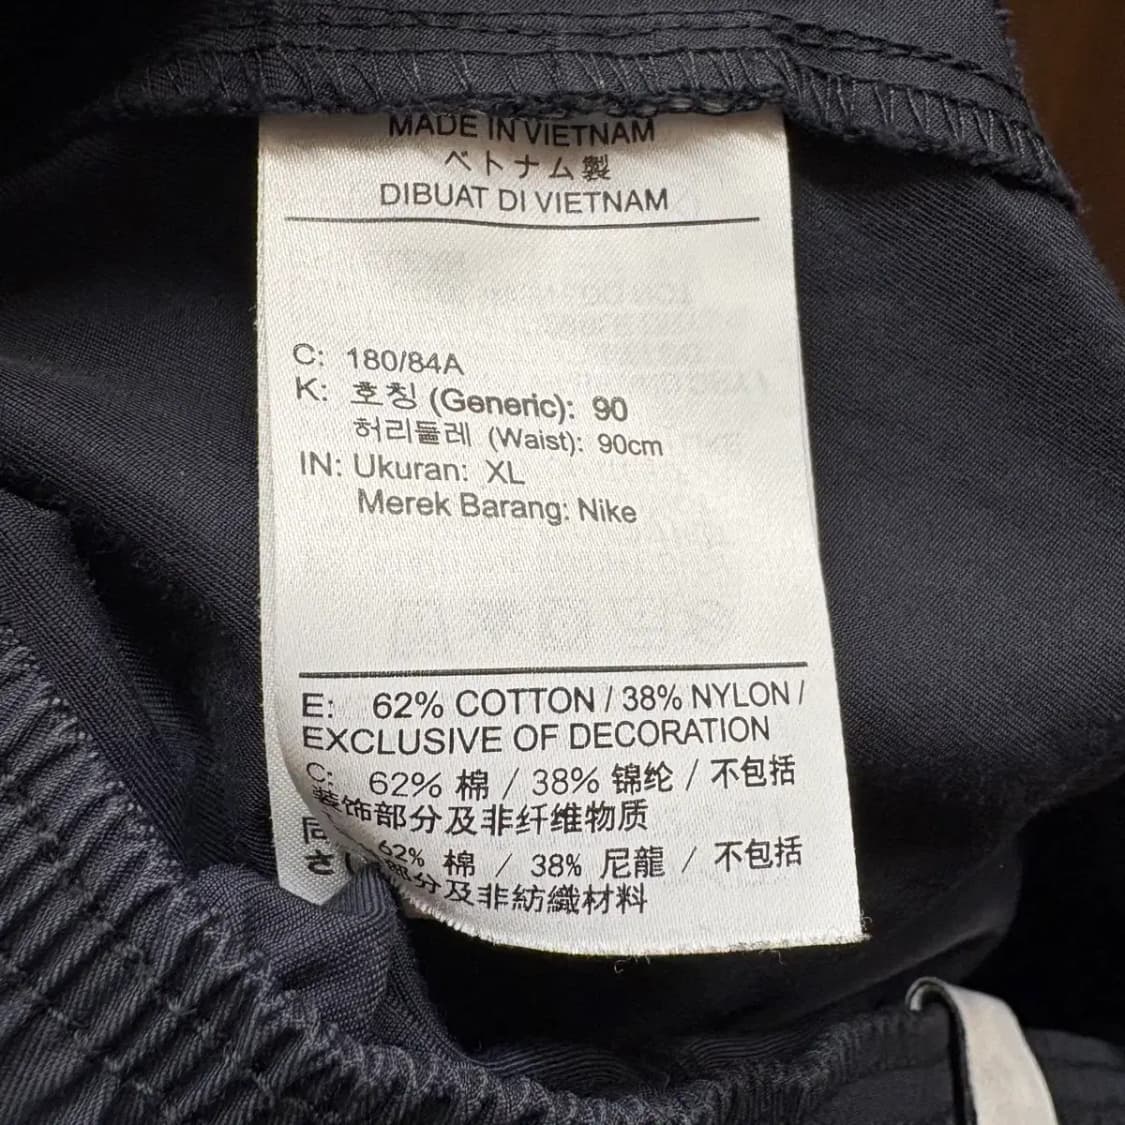 MADE IN VIETNAM
ベトナム製
DIBUAT DI VIETNAM
C: 180/84A
K: 호칭 (Generic): 90
허리둘레 (Waist): 90cm
IN: Ukuran: XL
Merek Barang: Nike
E: 62% COTTON / 38% NYLON /
EXCLUSIVE OF DECORATION
C: 62% 棉 / 38% 锦纶 / 不包括
装饰部分及非纤维物质
62% 棉 / 38% 尼龍 / 不包括
部分及非紡織材料
同
さ